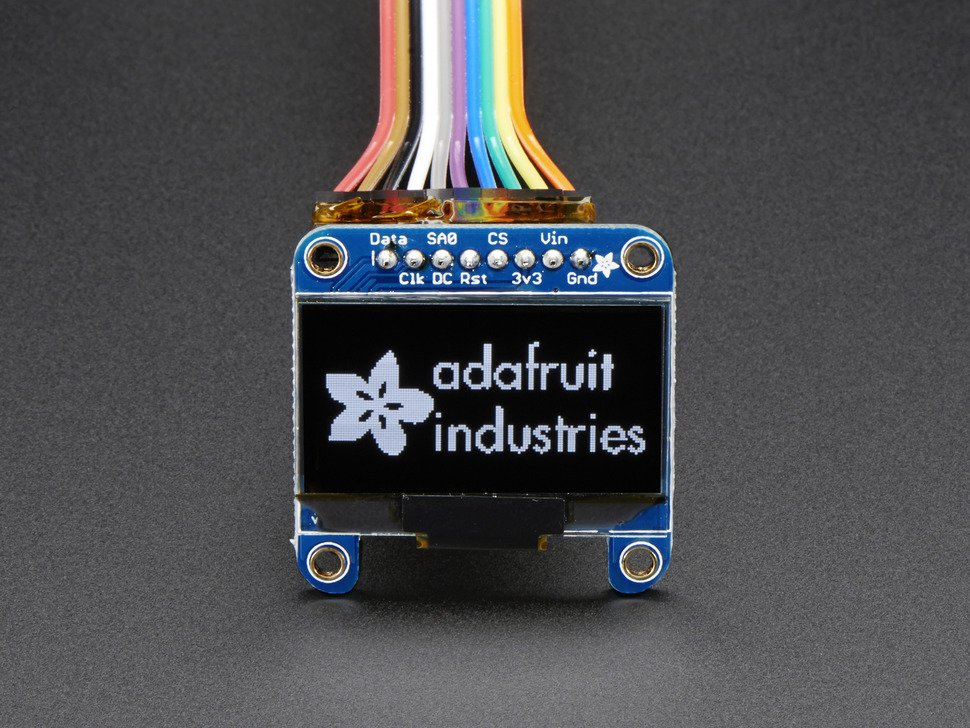 Data SA0 CS Vin
Clk DC Rst 3v3 Gnd
adafruit
industries